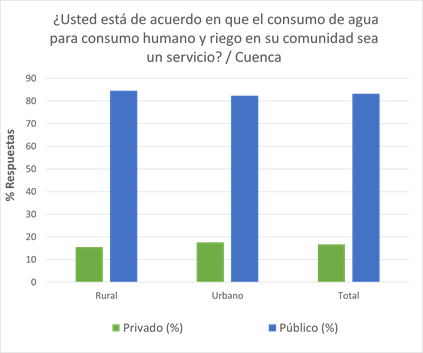 ¿Usted está de acuerdo en que el consumo de agua
para consumo humano y riego en su comunidad sea
un servicio? / Cuenca
% Respuestas
90
80
70
60
50
40
30
20
10
0
Rural Urbano Total
Privado (%) Público (%)